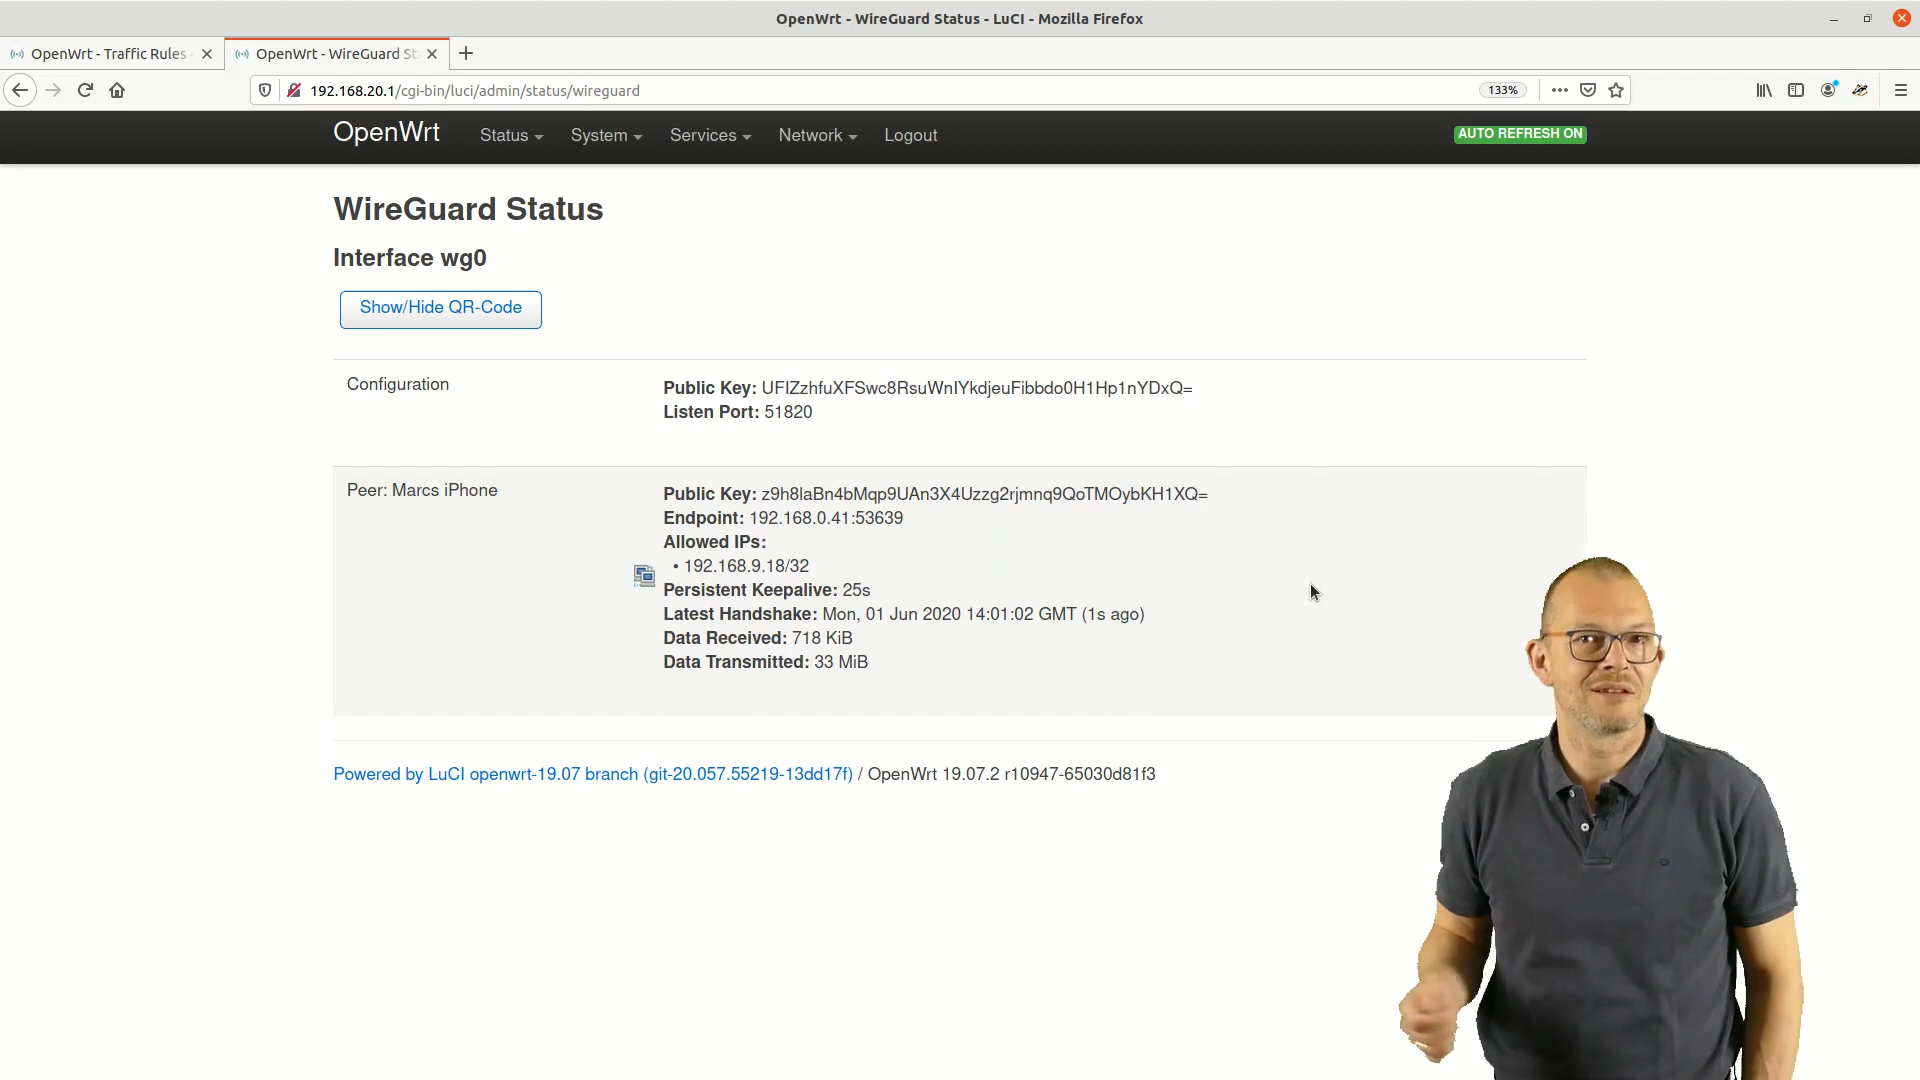 OpenWrt - WireGuard Status - LuCI - Mozilla Firefox
OpenWrt - Traffic Rules -
OpenWrt - WireGuard St
192.168.20.1/cgi-bin/luci/admin/status/wireguard
133%
OpenWrt
Status
System
Services
Network
Logout
AUTO REFRESH ON
WireGuard Status
Interface wg0
Show/Hide QR-Code
Configuration
Public Key: UFIZzhfuXFSwc8RsuWnIYkdjeuFibbdo0H1Hp1nYDxQ=
Listen Port: 51820
Peer: Marcs iPhone
Public Key: z9h8laBn4bMqp9UAn3X4Uzzg2rjmnq9QoTMOybKH1XQ=
Endpoint: 192.168.0.41:53639
Allowed IPs:
• 192.168.9.18/32
Persistent Keepalive: 25s
Latest Handshake: Mon, 01 Jun 2020 14:01:02 GMT (1s ago)
Data Received: 718 KiB
Data Transmitted: 33 MiB
Powered by LuCI openwrt-19.07 branch (git-20.057.55219-13dd17f) / OpenWrt 19.07.2 r10947-65030d81f3